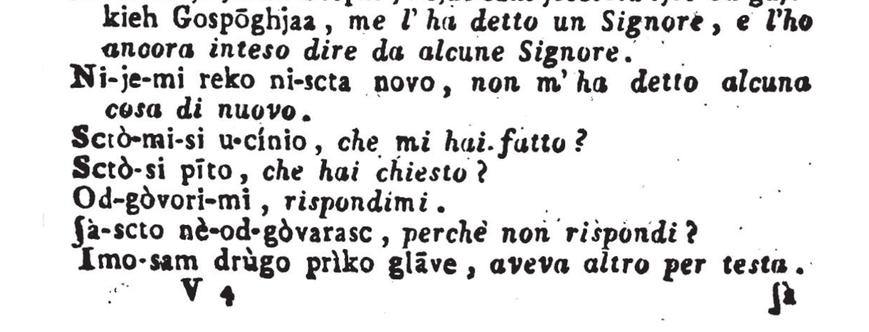 kieh Gospōghjaa, me l' ha detto un Signore, e l'ho
ancora inteso dire da alcune Signore.
Ni-je-mi reko ni-scta novo, non m' ha detto alcuna
cosa di nuovo.
Sctò-mi-si u-cínio, che mi hai fatto?
Sctò-si pīto, che hai chiesto?
Od-gòvori-mi, rispondimi.
ʃà-scto nè-od-gòvarasc, perchè non rispondi?
Imo-sam drùgo prìko glāve, aveva altro per testa.
V 4 ʃà